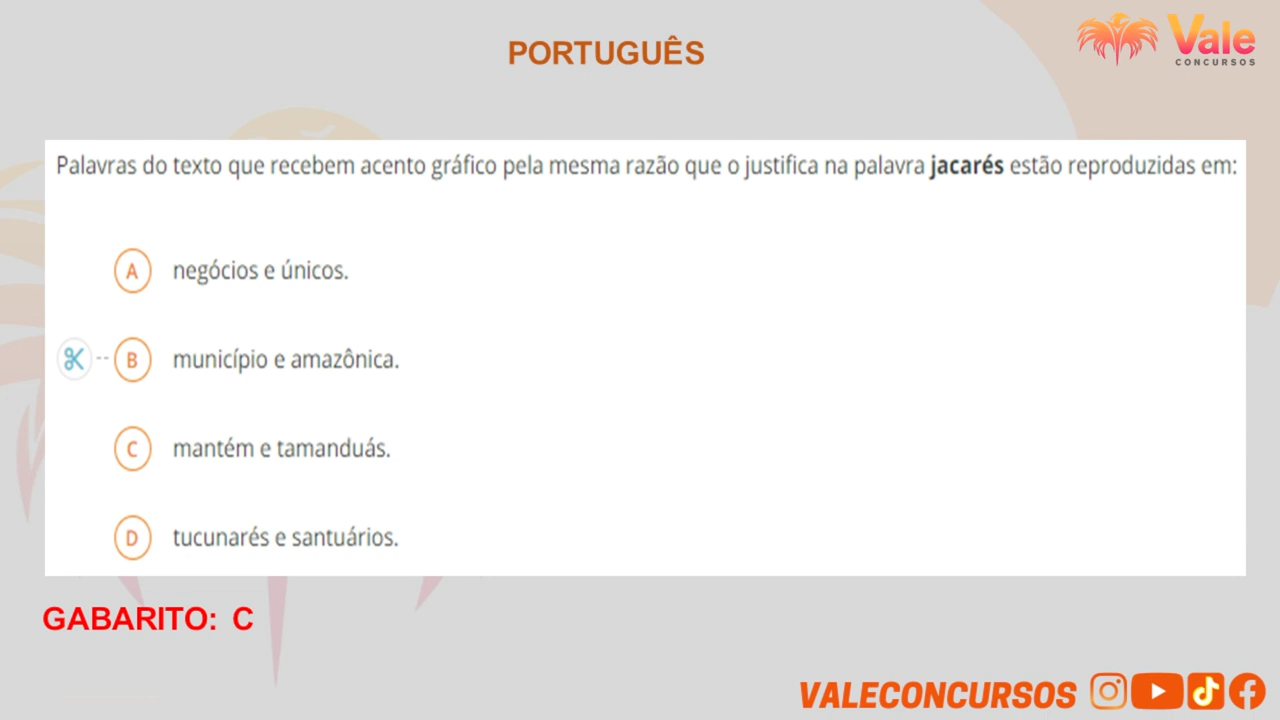 PORTUGUÊS
Vale
CONCURSOS
Palavras do texto que recebem acento gráfico pela mesma razão que o justifica na palavra jacarés estão reproduzidas em:
A negócios e únicos.
B município e amazônica.
C mantém e tamanduás.
D tucunarés e santuários.
GABARITO: C
VALECONCURSOS